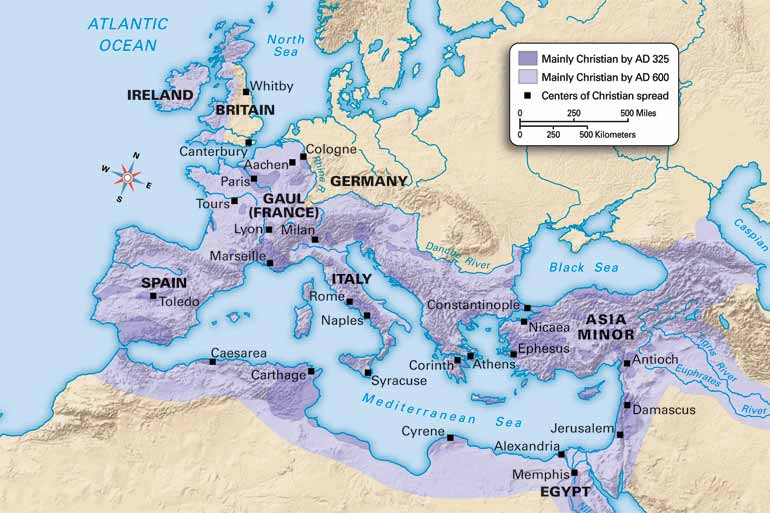 ATLANTIC
OCEAN
North
Sea
Mainly Christian by AD 325
Mainly Christian by AD 600
Centers of Christian spread
0 250 500 Miles
0 250 500 Kilometers
IRELAND
Whitby
BRITAIN
Canterbury
Cologne
Aachen
Rhine R.
N
W
E
S
Paris
GERMANY
Tours
GAUL
(FRANCE)
Lyon
Milan
Marseille
Danube River
Black Sea
Caspian
SPAIN
Toledo
ITALY
Rome
Naples
Constantinople
Nicaea
ASIA
MINOR
Ephesus
Athens
Corinth
Syracuse
Caesarea
Carthage
Antioch
Tigris River
Euphrates
River
Mediterranean Sea
Damascus
Cyrene
Jerusalem
Alexandria
Memphis
EGYPT